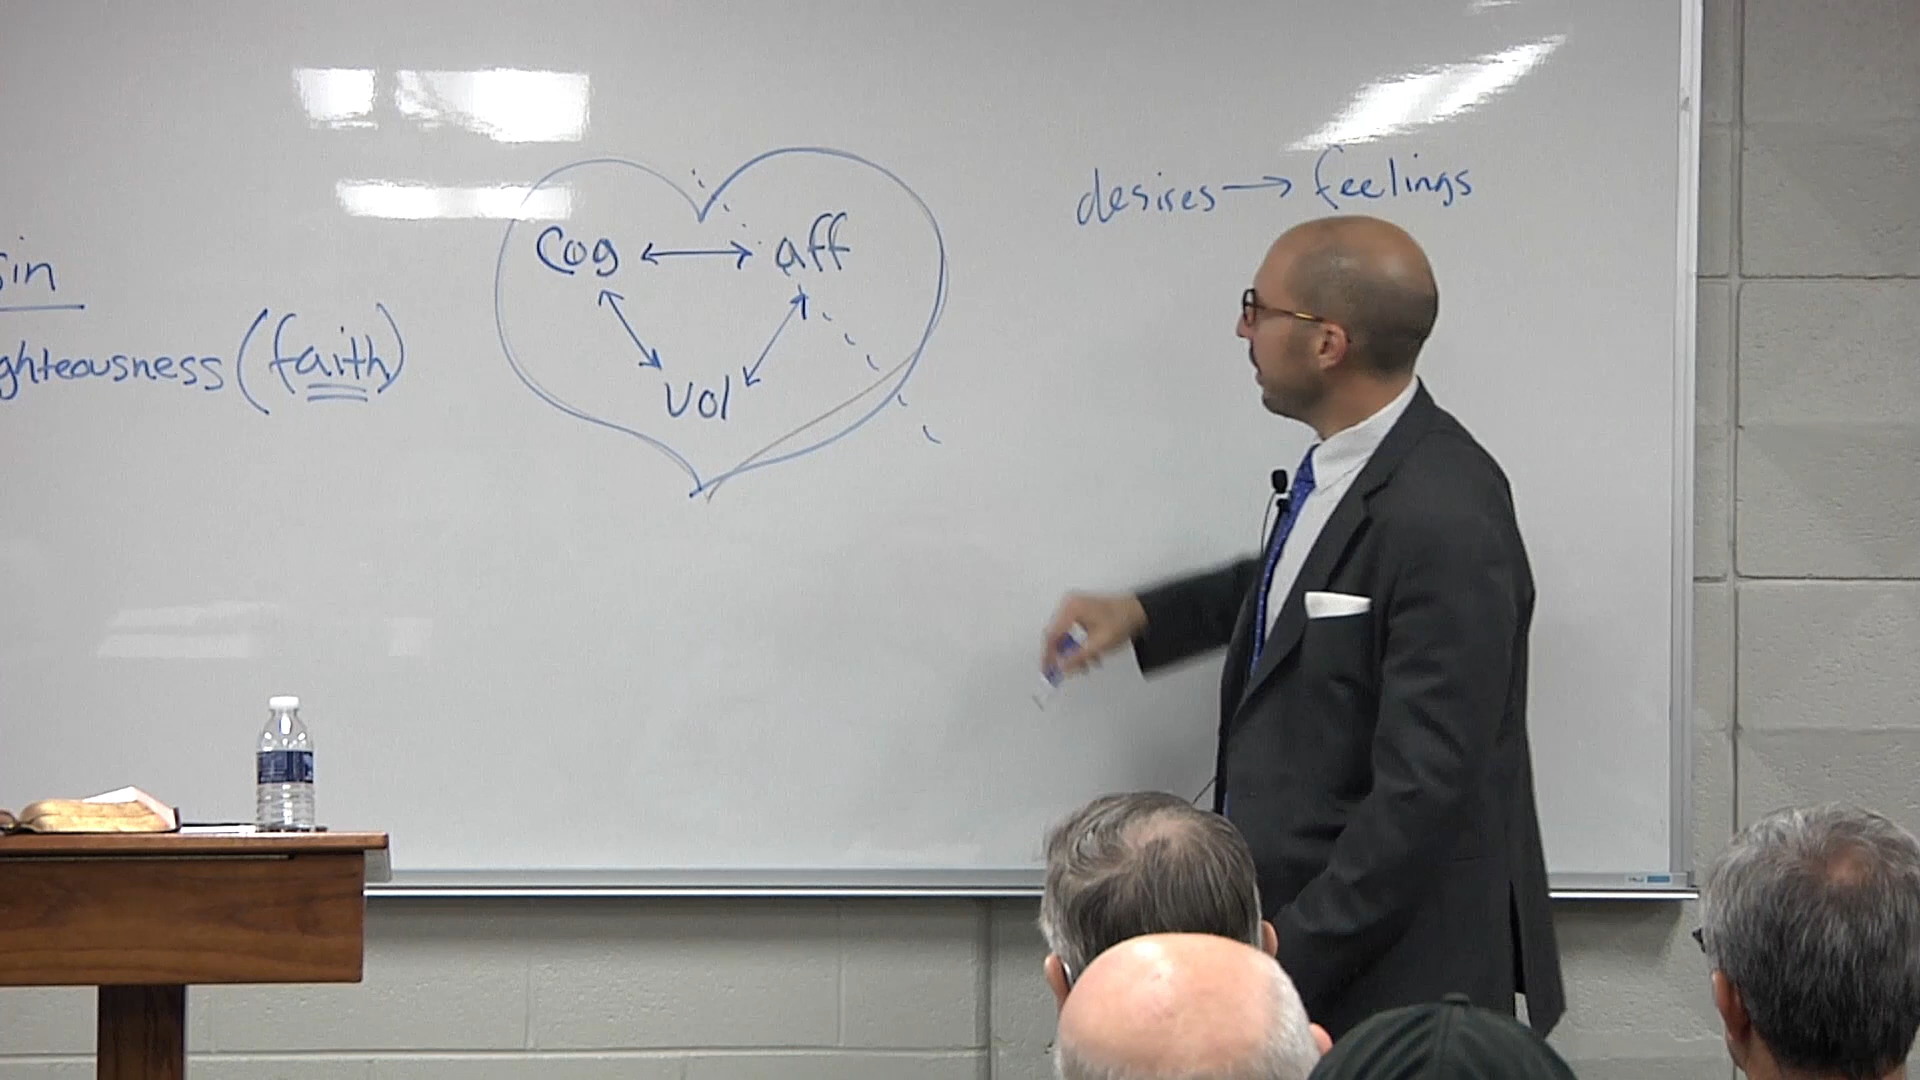 sin
ghteousness (faith)
Cog ↔ aff
vol
desires → feelings